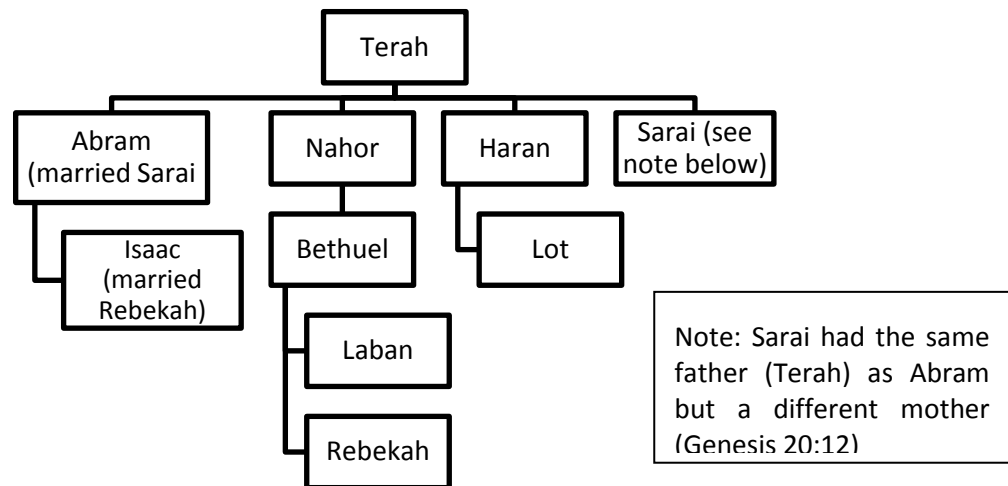 Terah
Abram
(married Sarai
Nahor
Haran
Sarai (see
note below)
Isaac
(married
Rebekah)
Bethuel
Lot
Laban
Rebekah
Note: Sarai had the same
father (Terah) as Abram
but a different mother
(Genesis 20:12)